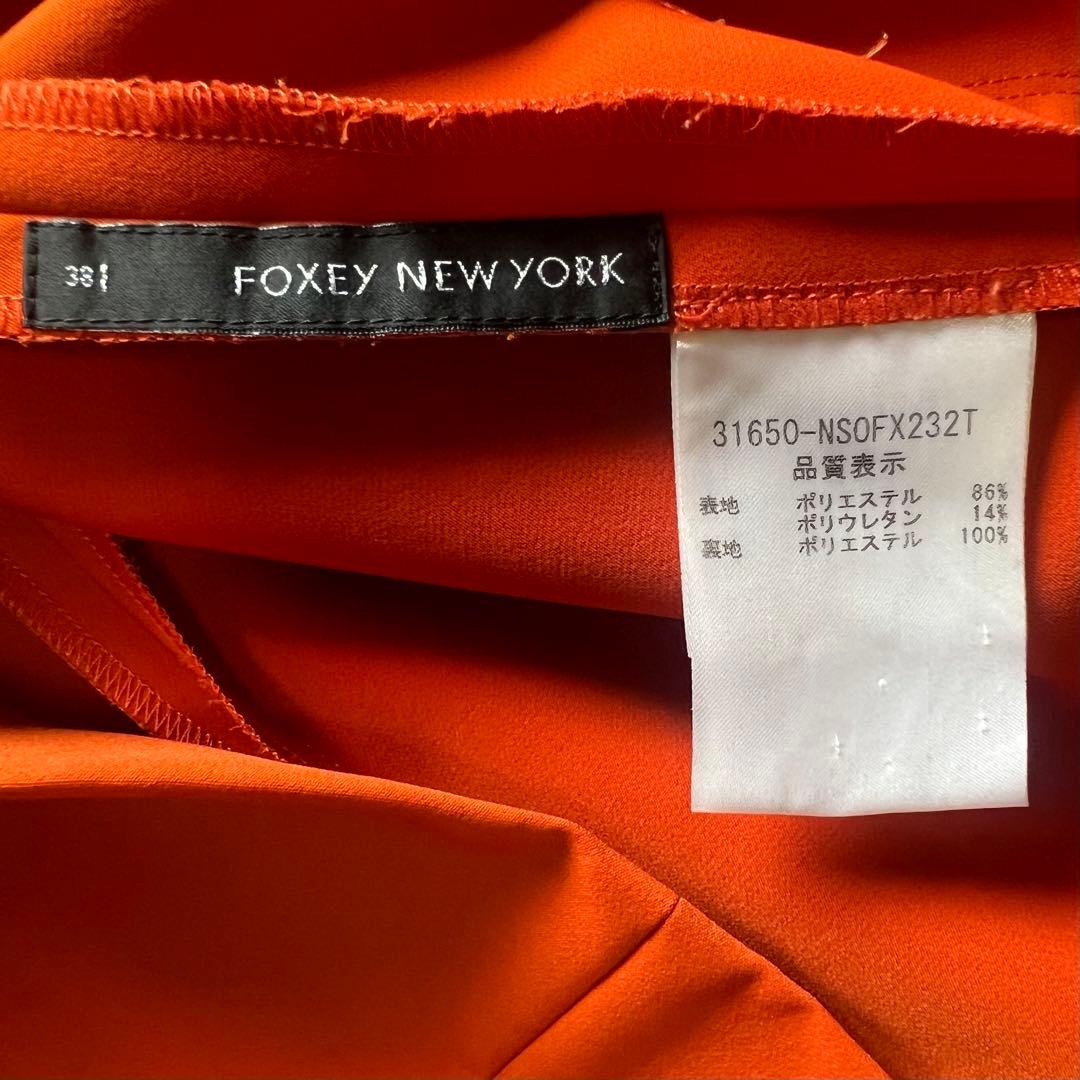 38
FOXEY NEW YORK
31650-NSOFX232T
品質表示
表地 ポリエステル 86%
ポリウレタン 14%
裏地 ポリエステル 100%